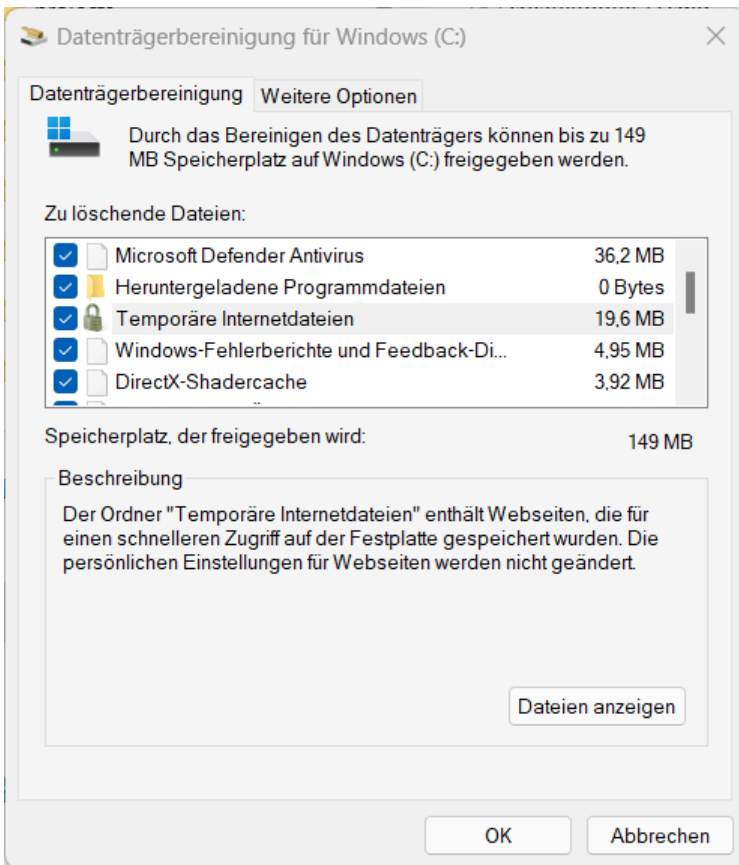 Datenträgerbereinigung für Windows (C:)
Datenträgerbereinigung
Weitere Optionen
Durch das Bereinigen des Datenträgers können bis zu 149
MB Speicherplatz auf Windows (C:) freigegeben werden.
Zu löschende Dateien:
Microsoft Defender Antivirus 36,2 MB
Heruntergeladene Programmdateien 0 Bytes
Temporäre Internetdateien 19,6 MB
Windows-Fehlerberichte und Feedback-Di... 4,95 MB
DirectX-Shadercache 3,92 MB
Speicherplatz, der freigegeben wird: 149 MB
Beschreibung
Der Ordner "Temporäre Internetdateien" enthält Webseiten, die für
einen schnelleren Zugriff auf der Festplatte gespeichert wurden. Die
persönlichen Einstellungen für Webseiten werden nicht geändert.
Dateien anzeigen
OK Abbrechen